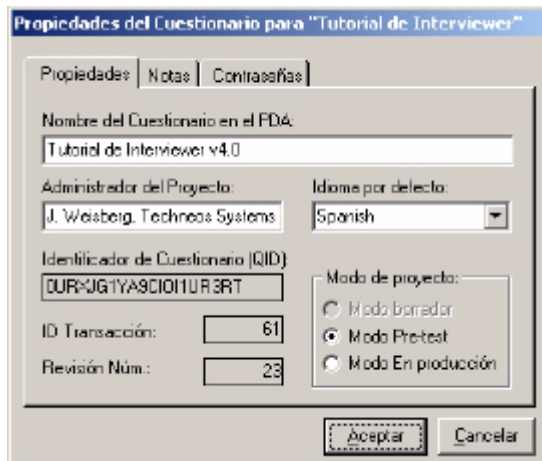 Propiedades del Cuestionario para "Tutorial de Interviewer"
Propiedades Notas Contraseñas
Nombre del Cuestionario en el PDA:
Tutorial de Interviewer v4.0
Administrador del Proyecto: Idioma por defecto:
J. Weisberg, Techneos Systems Spanish
Identificador de Cuestionario (QID):
Modo de proyecto:
Modo borrador
ID Transacción: 61
Modo Pre-test
Revisión Núm.: 23
Modo En producción
Aceptar Cancelar